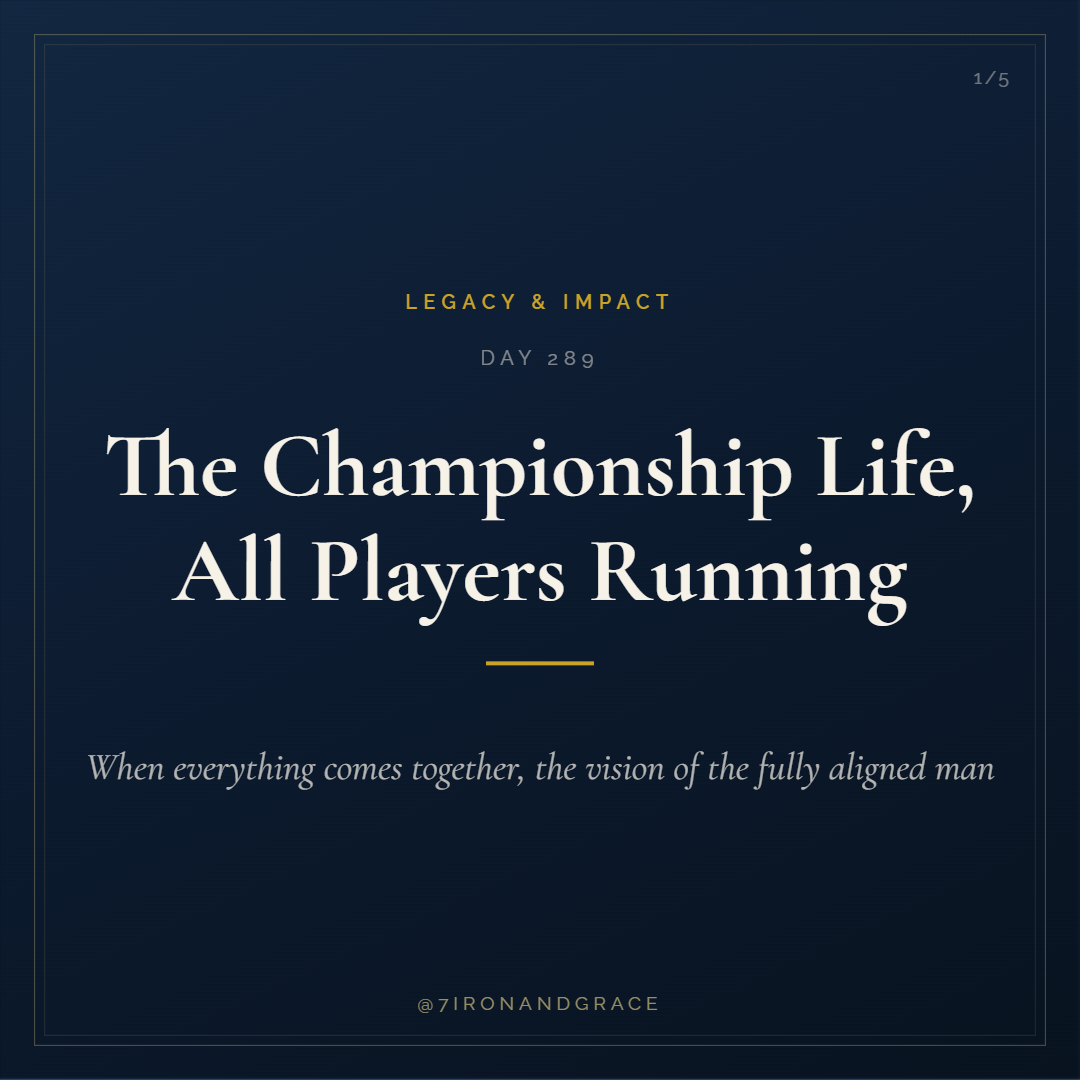 1/5
LEGACY & IMPACT
DAY 289
The Championship Life,
All Players Running
When everything comes together, the vision of the fully aligned man
@7IRONANDGRACE